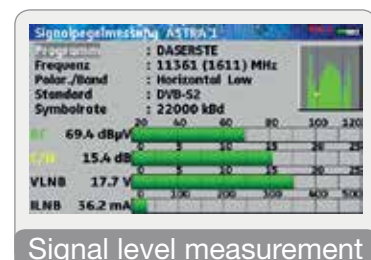 Signalpegelmessung ASTRA 1
Programm : DASERSTE
Frequenz : 11361 (1611) MHz
Polar./Band : Horizontal Low
Standard : DVB-S2
Symbolrate : 22000 kBd
20 40 60 80 100 120
69.4 dBµV
0 5 10 15 20 25
C/N 15.4 dB
0 5 10 15 20 25
VLNB 17.7 V
0 100 200 300 400 500
ILNB 36.2 mA
Signal level measurement